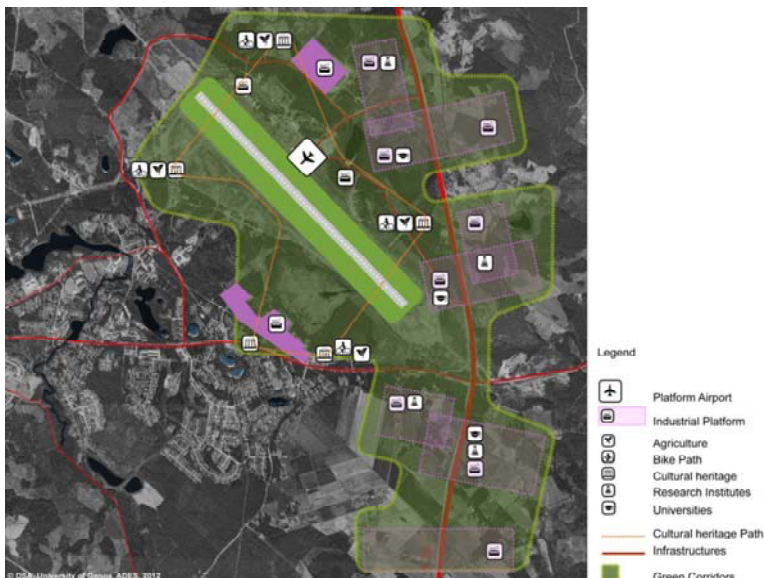 Legend
Platform Airport
Industrial Platform
Agriculture
Bike Path
Cultural heritage
Research Institutes
Universities
Cultural heritage Path
Infrastructures
Green Corridors
© DSA-University of Genoa, ADES, 2012